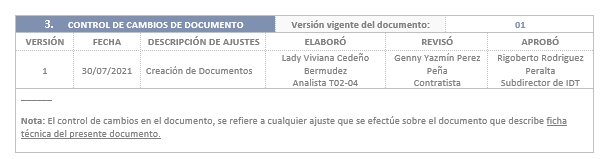 3. CONTROL DE CAMBIOS DE DOCUMENTO Versión vigente del documento: 01
VERSIÓN FECHA DESCRIPCIÓN DE AJUSTES ELABORÓ REVISÓ APROBÓ
1 30/07/2021 Creación de Documentos Lady Viviana Cedeño Bermudez Analista T02-04 Genny Yazmín Perez Peña Contratista Rigoberto Rodriguez Peralta Subdirector de IDT
Nota: El control de cambios en el documento, se refiere a cualquier ajuste que se efectúe sobre el documento que describe ficha
técnica del presente documento.